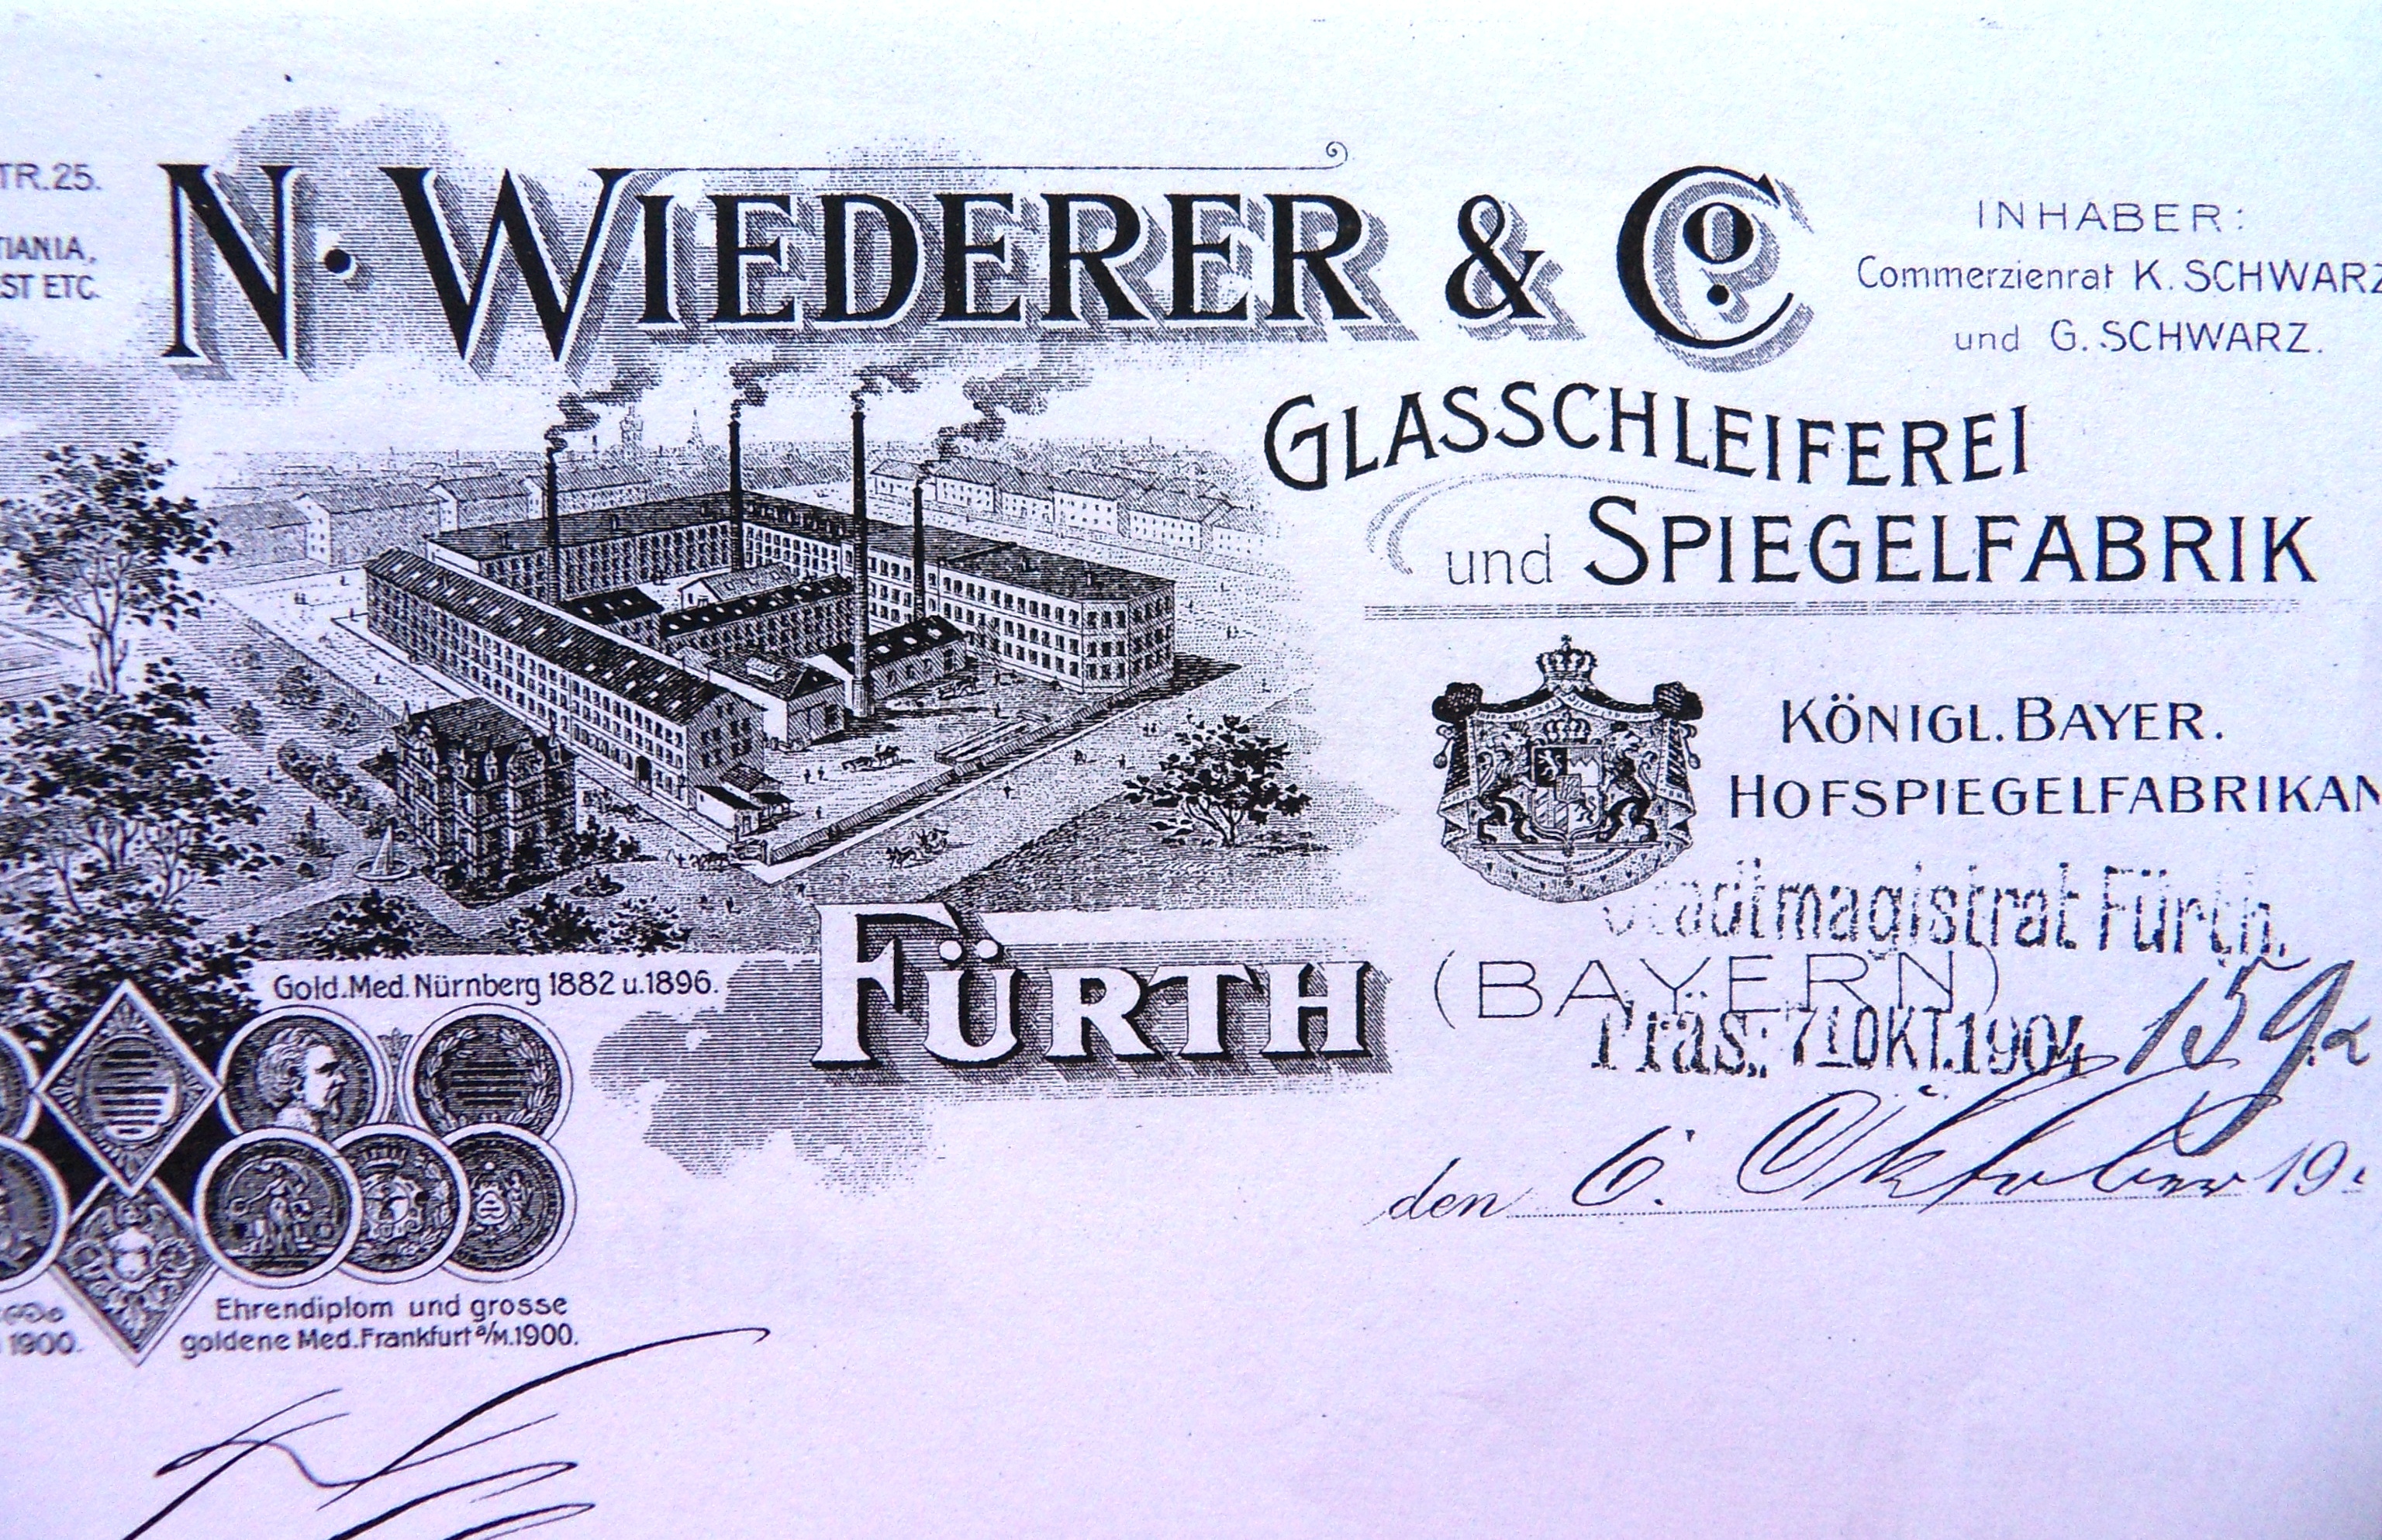 TR.25.
TIANIA,
ST ETC.
N. WIEDERER & Co.
INHABER:
Commerzienrat K. SCHWARZ
und G. SCHWARZ.
GLASSCHLEIFEREI
und SPIEGELFABRIK
KÖNIGL. BAYER.
HOFSPIEGELFABRIKAN
Stadtmagistrat Fürth.
FÜRTH (BAYERN)
Präs.: 7. OKT. 1904
den 6. Oktober 19
Gold. Med. Nürnberg 1882 u. 1896.
1900.
Ehrendiplom und grosse
goldene Med. Frankfurt a/M. 1900.